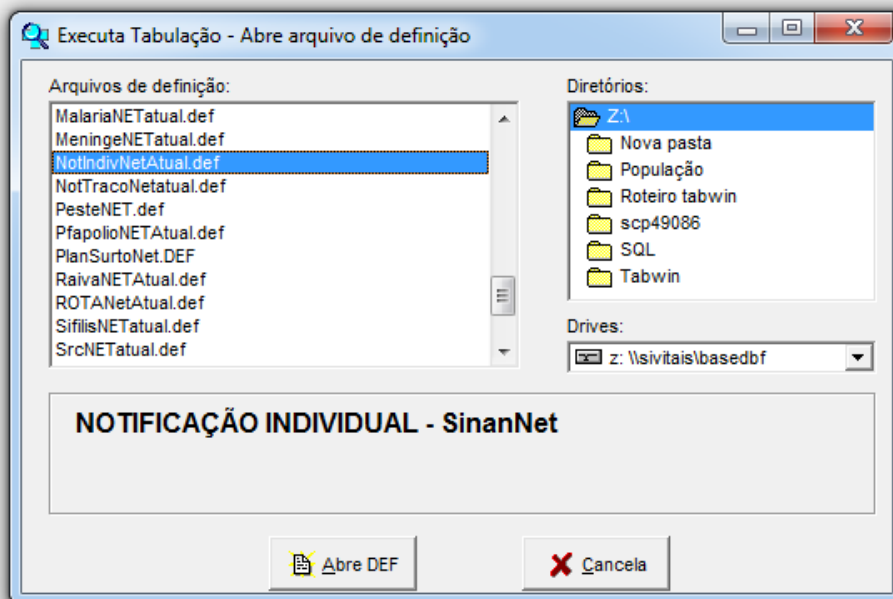 Executa Tabulação - Abre arquivo de definição
Arquivos de definição:
MalariaNETatual.def
MeningeNETatual.def
NotIndivNetAtual.def
NotTracoNetatual.def
PesteNET.def
PfapolioNETAtual.def
PlanSurtoNet.DEF
RaivaNETAtual.def
ROTANetAtual.def
SifilisNETatual.def
SrcNETatual.def
Diretórios:
Z:\
Nova pasta
População
Roteiro tabwin
scp49086
SQL
Tabwin
Drives:
z: \\sivitais\basedbf
NOTIFICAÇÃO INDIVIDUAL - SinanNet
Abre DEF
Cancela